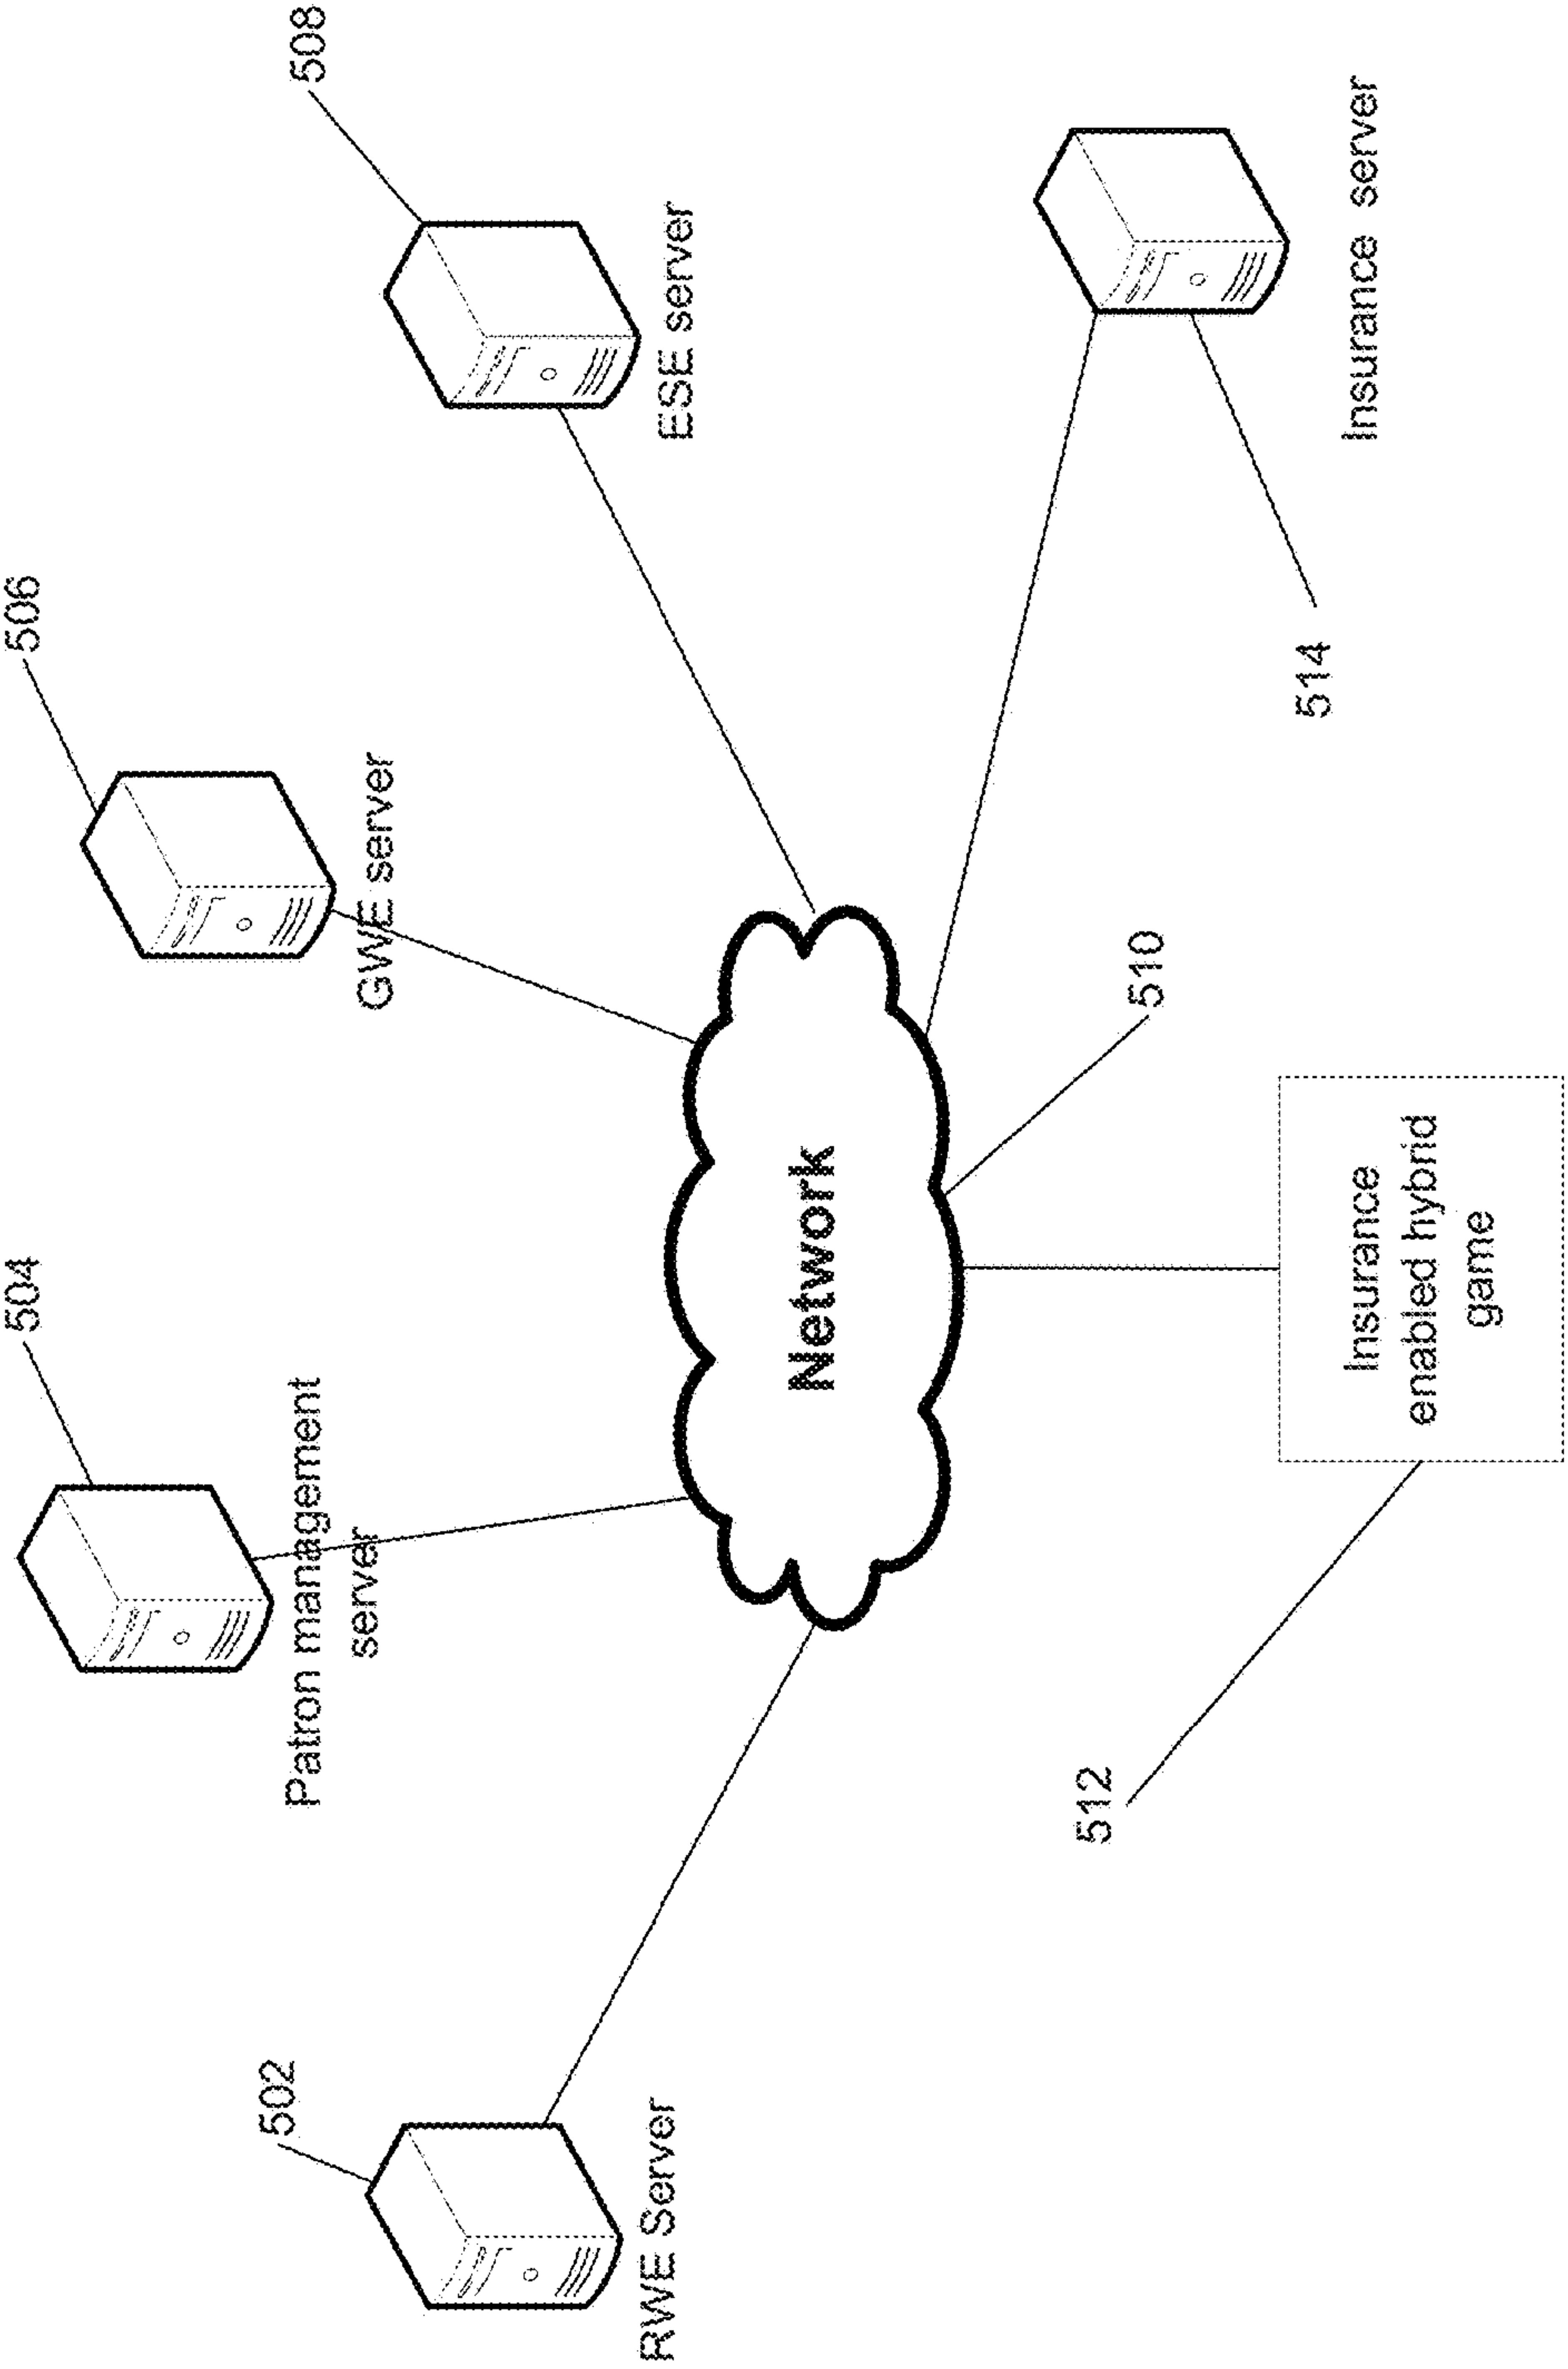 504
506
508
502
Patron management
server
GWE server
ESE server
RWE Server
Network
510
514
512
Insurance
enabled hybrid
game
Insurance server